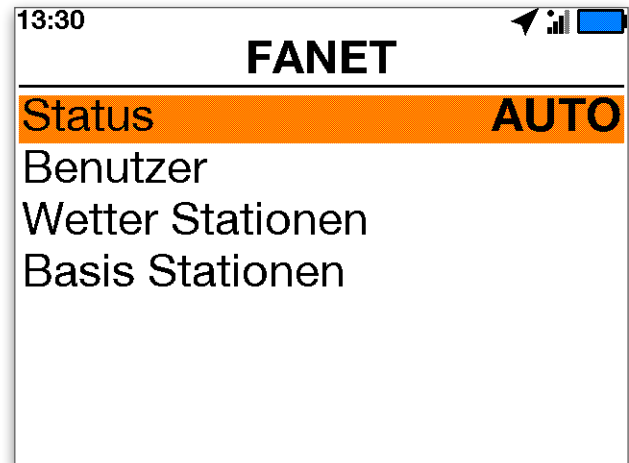 13:30
FANET
Status AUTO
Benutzer
Wetter Stationen
Basis Stationen